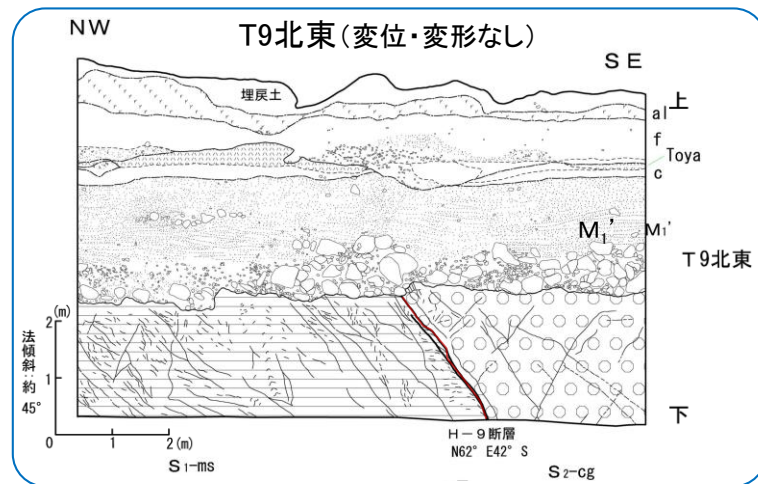 T9北東(変位・変形なし)
NW
SE
埋戻土
上
al
f
Toya
c
M₁'
M₁'
T9北東
(m)
2
1
法傾斜:約45°
下
0 1 2(m)
H-9断層
N62°E42°S
S₁-ms
S₂-cg